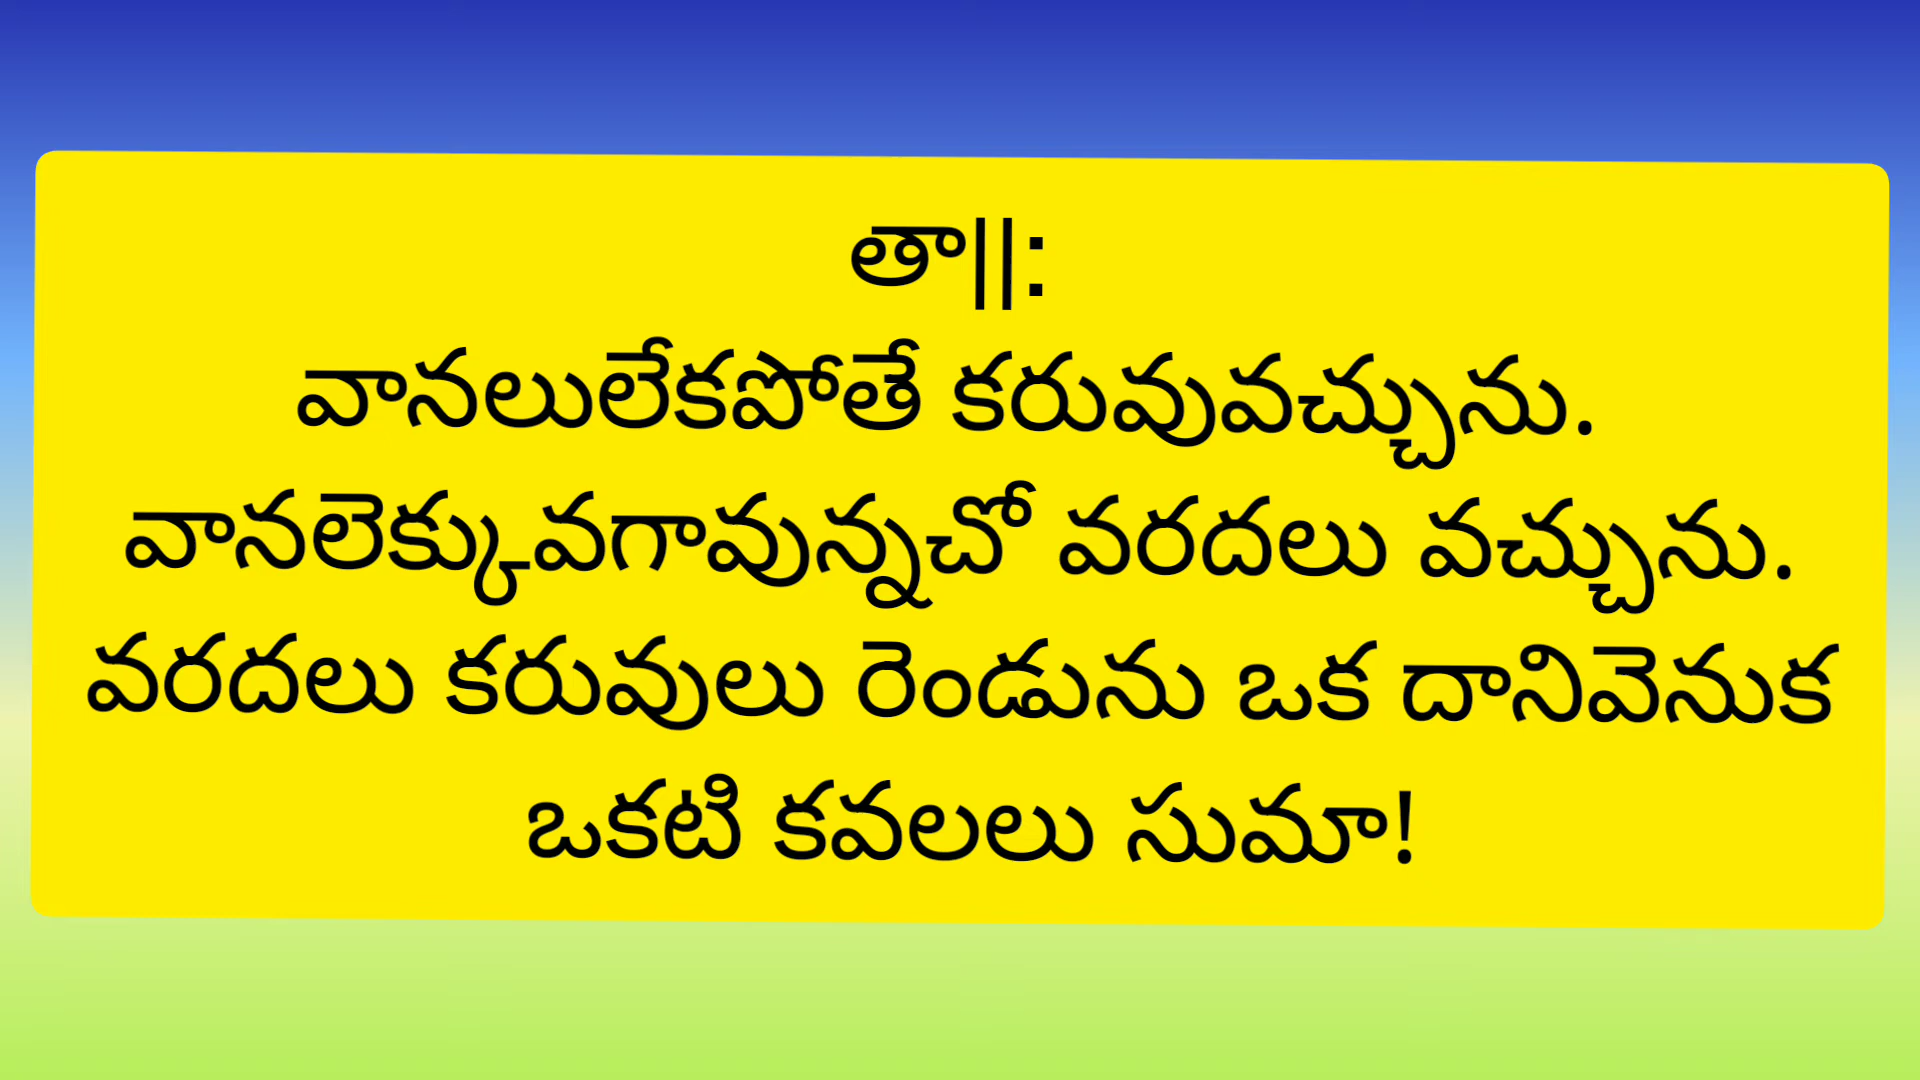 తా||:
వానలులేకపోతే కరువువచ్చును.
వానలెక్కువగావున్నచో వరదలు వచ్చును.
వరదలు కరువులు రెండును ఒక దానివెనుక
ఒకటి కవలలు సుమా!